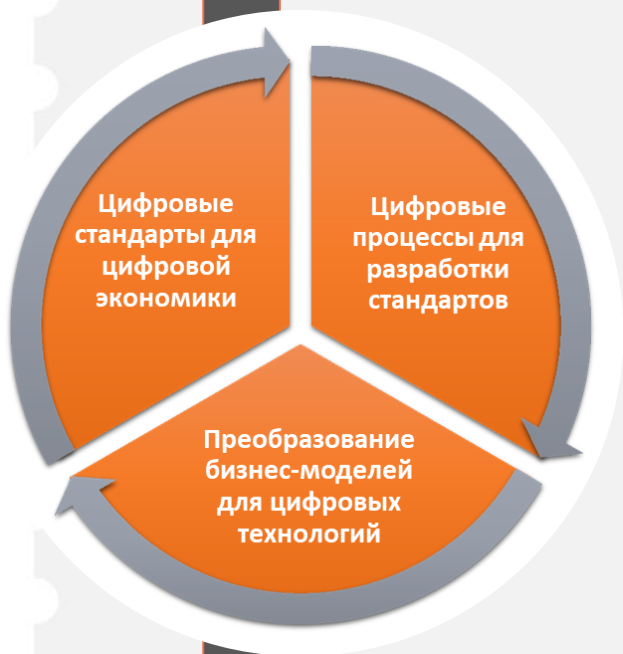 Цифровые
стандарты для
цифровой
экономики
Цифровые
процессы для
разработки
стандартов
Преобразование
бизнес-моделей
для цифровых
технологий